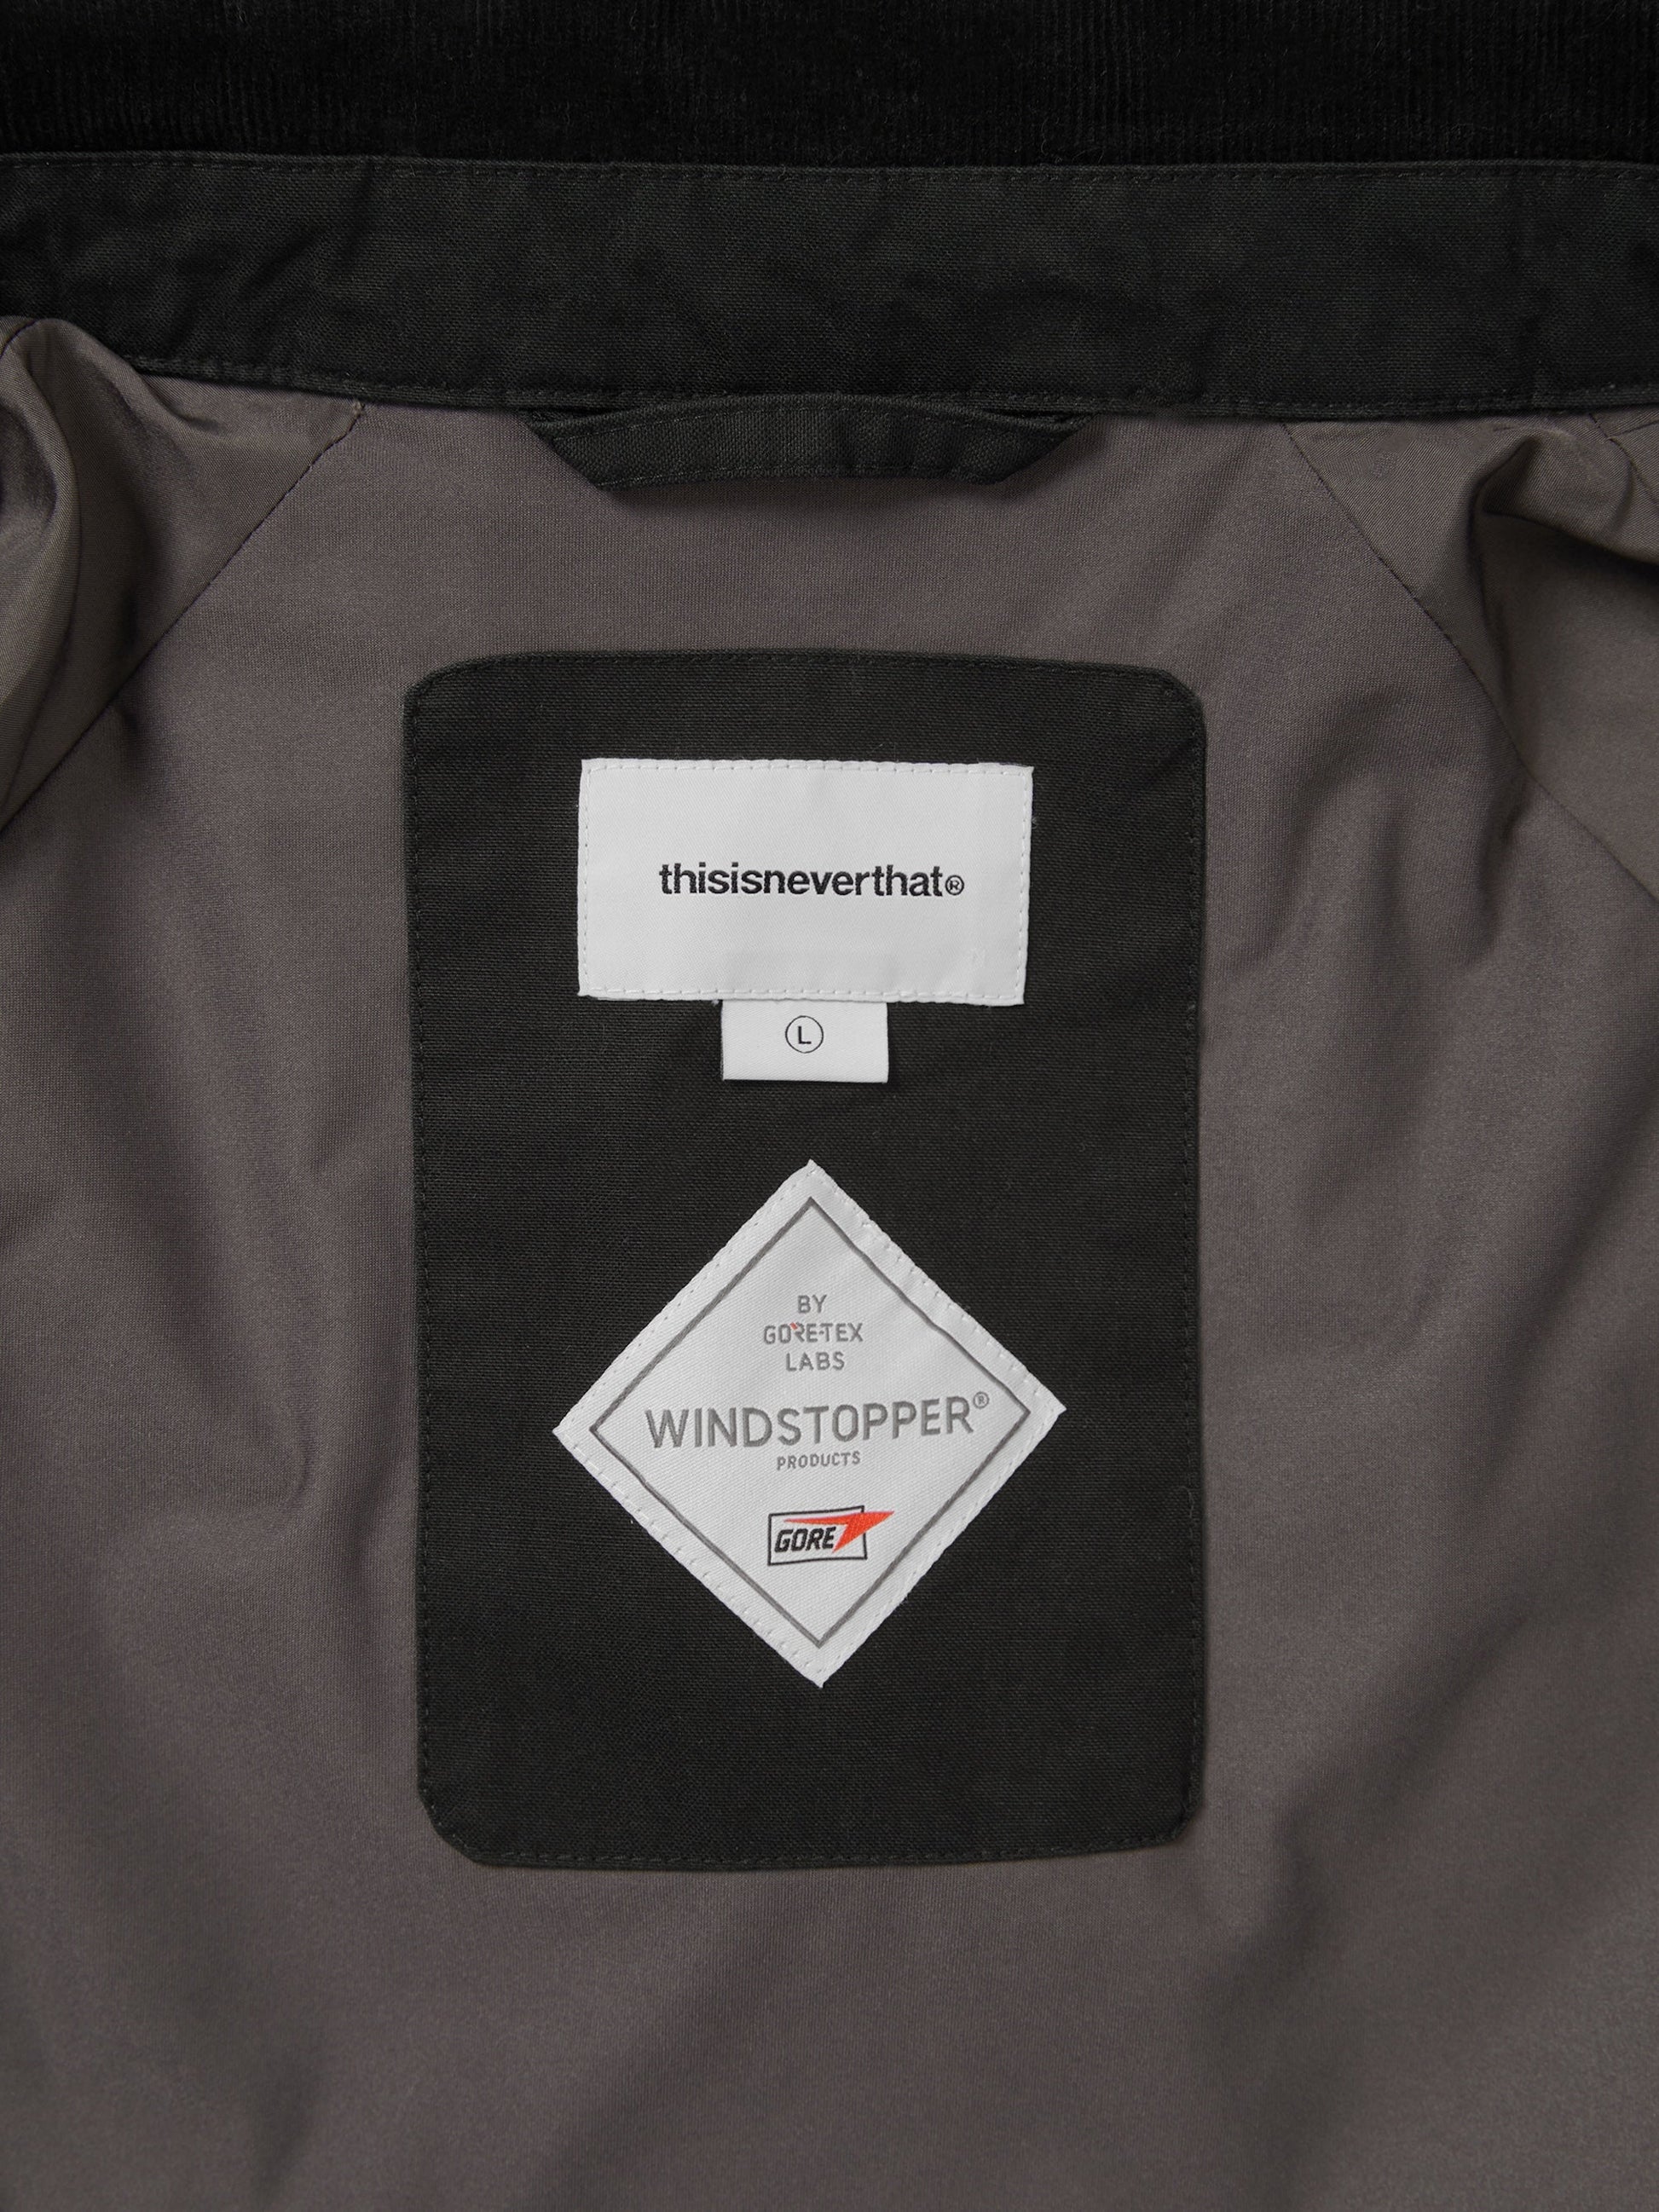 thisisneverthat®
L
BY
GORE-TEX
LABS
WINDSTOPPER®
PRODUCTS
GORE